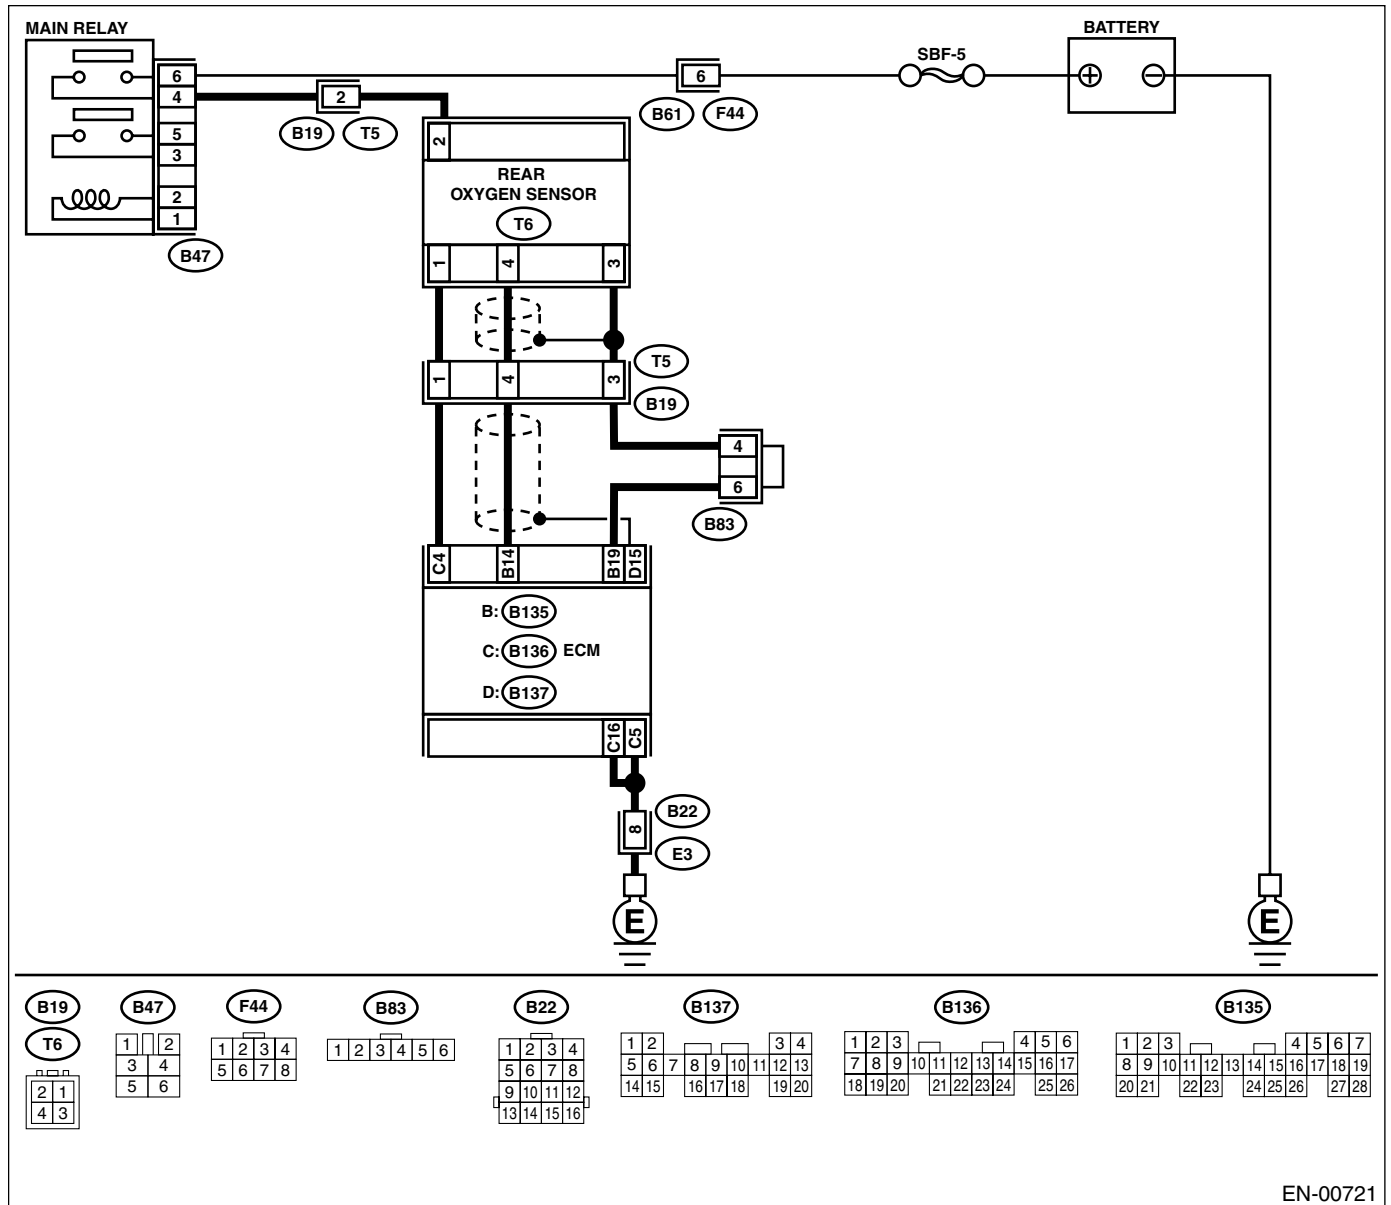 MAIN RELAY
BATTERY
SBF-5
6
4
5
3
2
1
B47
2
B19 T5
6
B61 F44
2
REAR
OXYGEN SENSOR
T6
1 4 3
1 4 3
T5
B19
4
6
B83
C4 B14 B19 D15
B: B135
C: B136 ECM
D: B137
C16 C5
8
B22
E3
E
E
B19
T6
2 1
4 3
B47
1 2
3 4
5 6
F44
1 2 3 4
5 6 7 8
B83
1 2 3 4 5 6
B22
1 2 3 4
5 6 7 8
9 10 11 12
13 14 15 16
B137
1 2 3 4
5 6 7 8 9 10 11 12 13
14 15 16 17 18 19 20
B136
1 2 3 4 5 6
7 8 9 10 11 12 13 14 15 16 17
18 19 20 21 22 23 24 25 26
B135
1 2 3 4 5 6 7
8 9 10 11 12 13 14 15 16 17 18 19
20 21 22 23 24 25 26 27 28
EN-00721